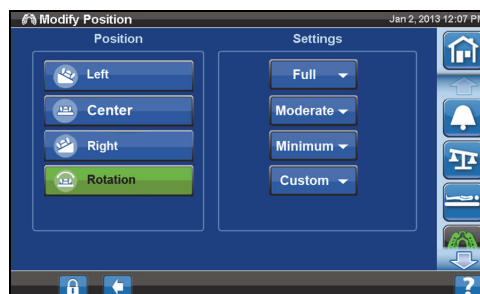 Modify Position
Jan 2, 2013 12:07 PM
Position
Settings
Left
Full
Center
Moderate
Right
Minimum
Rotation
Custom
?